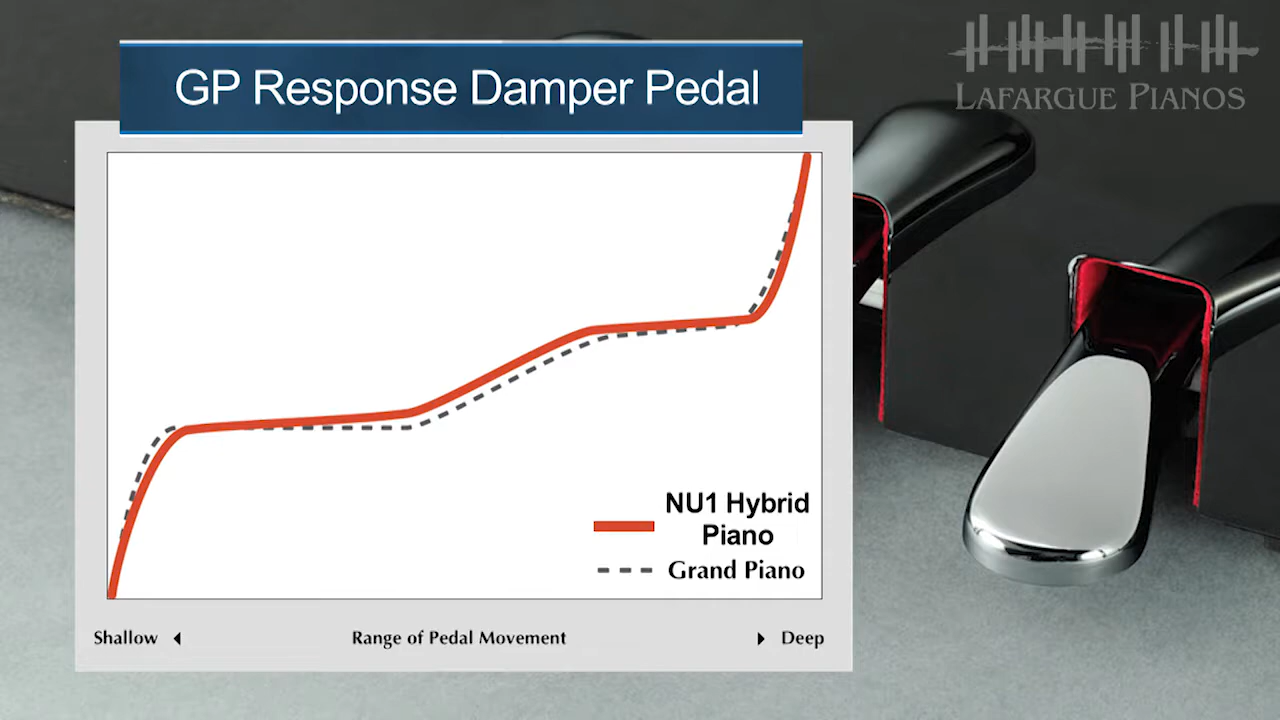 GP Response Damper Pedal
LAFARGUE PIANOS
NU1 Hybrid
Piano
Grand Piano
Shallow
Range of Pedal Movement
Deep